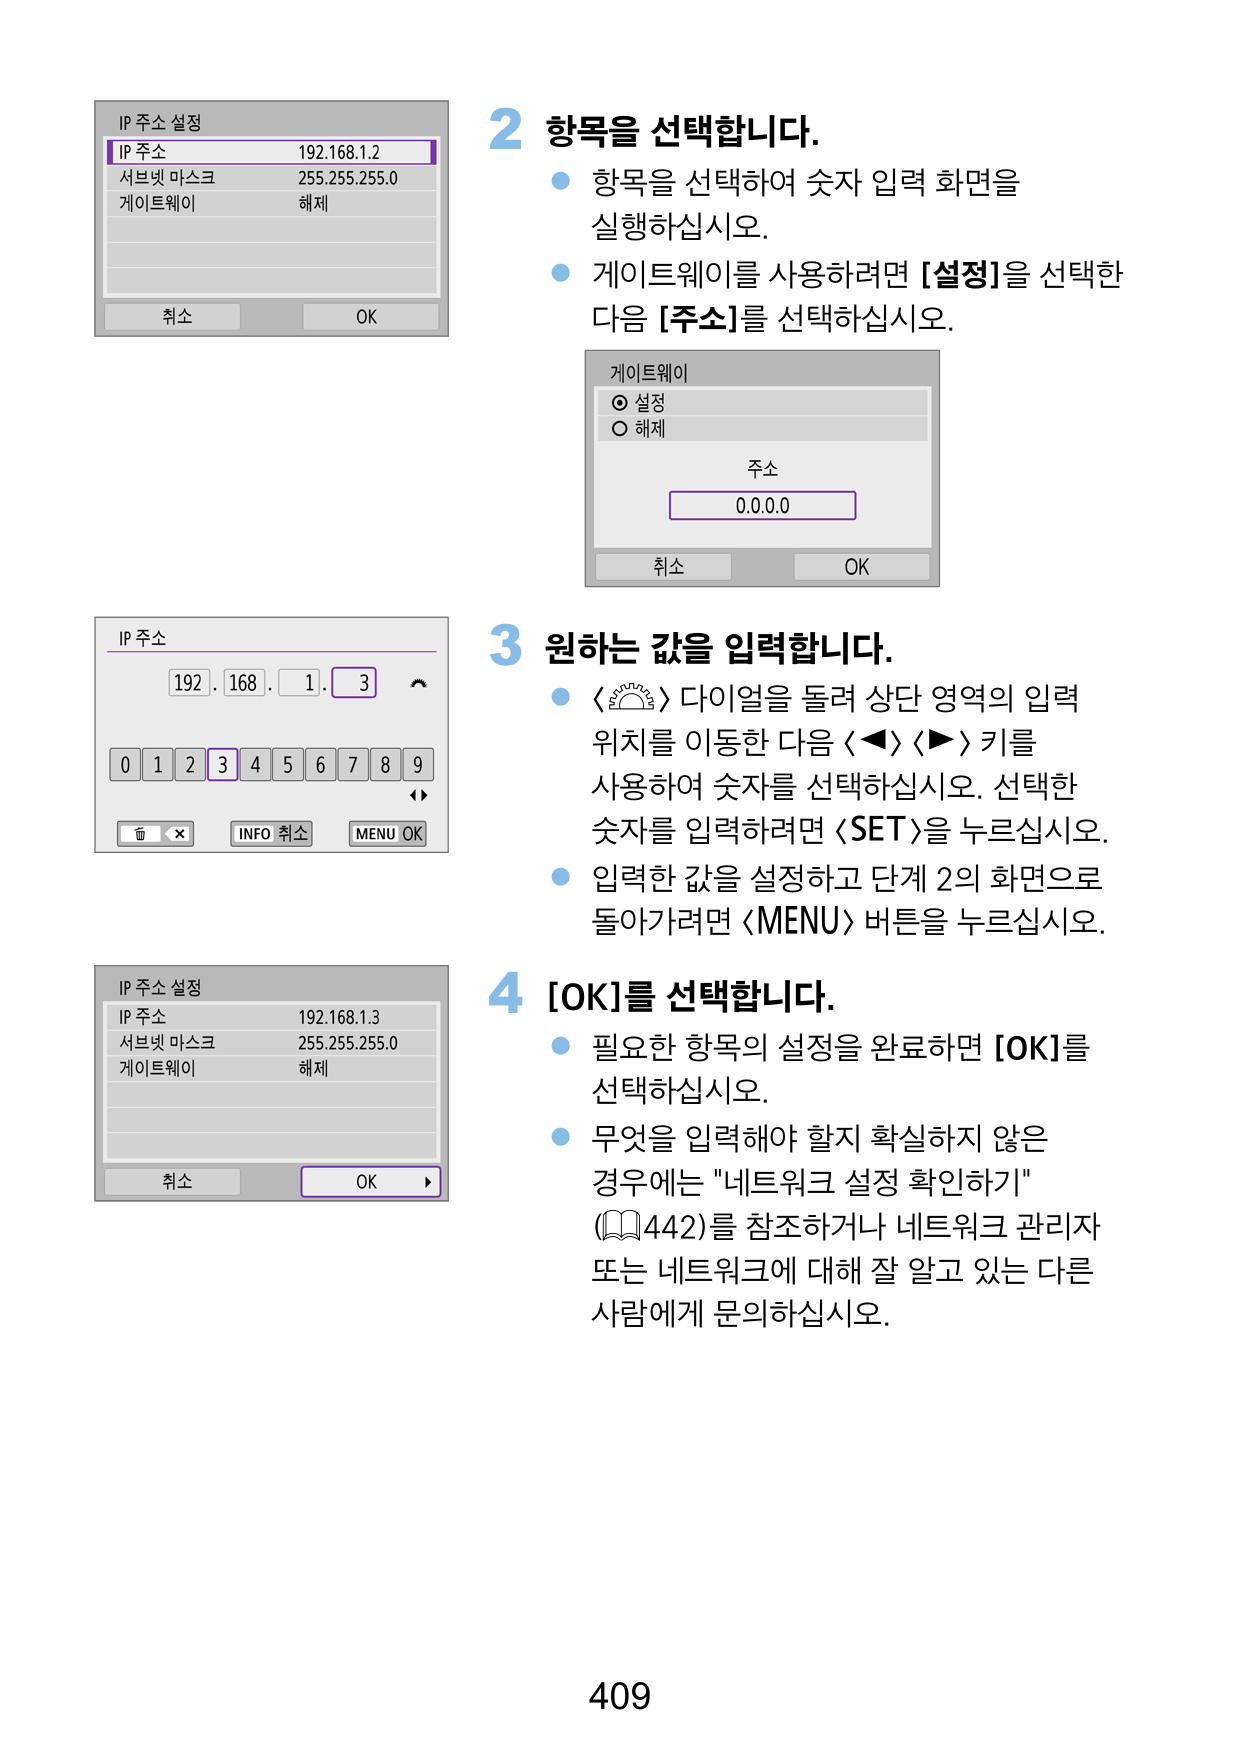 IP 주소 설정
IP 주소 192.168.1.2
서브넷 마스크 255.255.255.0
게이트웨이 해제
취소 OK
2 항목을 선택합니다.
● 항목을 선택하여 숫자 입력 화면을
실행하십시오.
● 게이트웨이를 사용하려면 [설정]을 선택한
다음 [주소]를 선택하십시오.
게이트웨이
설정
해제
주소
0.0.0.0
취소 OK
IP 주소
192 . 168 . 1 . 3
0 1 2 3 4 5 6 7 8 9
INFO 취소 MENU OK
3 원하는 값을 입력합니다.
● 〈 〉 다이얼을 돌려 상단 영역의 입력
위치를 이동한 다음 〈◀〉〈▶〉 키를
사용하여 숫자를 선택하십시오. 선택한
숫자를 입력하려면 〈SET〉을 누르십시오.
● 입력한 값을 설정하고 단계 2의 화면으로
돌아가려면 〈MENU〉 버튼을 누르십시오.
IP 주소 설정
IP 주소 192.168.1.3
서브넷 마스크 255.255.255.0
게이트웨이 해제
취소 OK
4 [OK]를 선택합니다.
● 필요한 항목의 설정을 완료하면 [OK]를
선택하십시오.
● 무엇을 입력해야 할지 확실하지 않은
경우에는 "네트워크 설정 확인하기"
(442)를 참조하거나 네트워크 관리자
또는 네트워크에 대해 잘 알고 있는 다른
사람에게 문의하십시오.
409